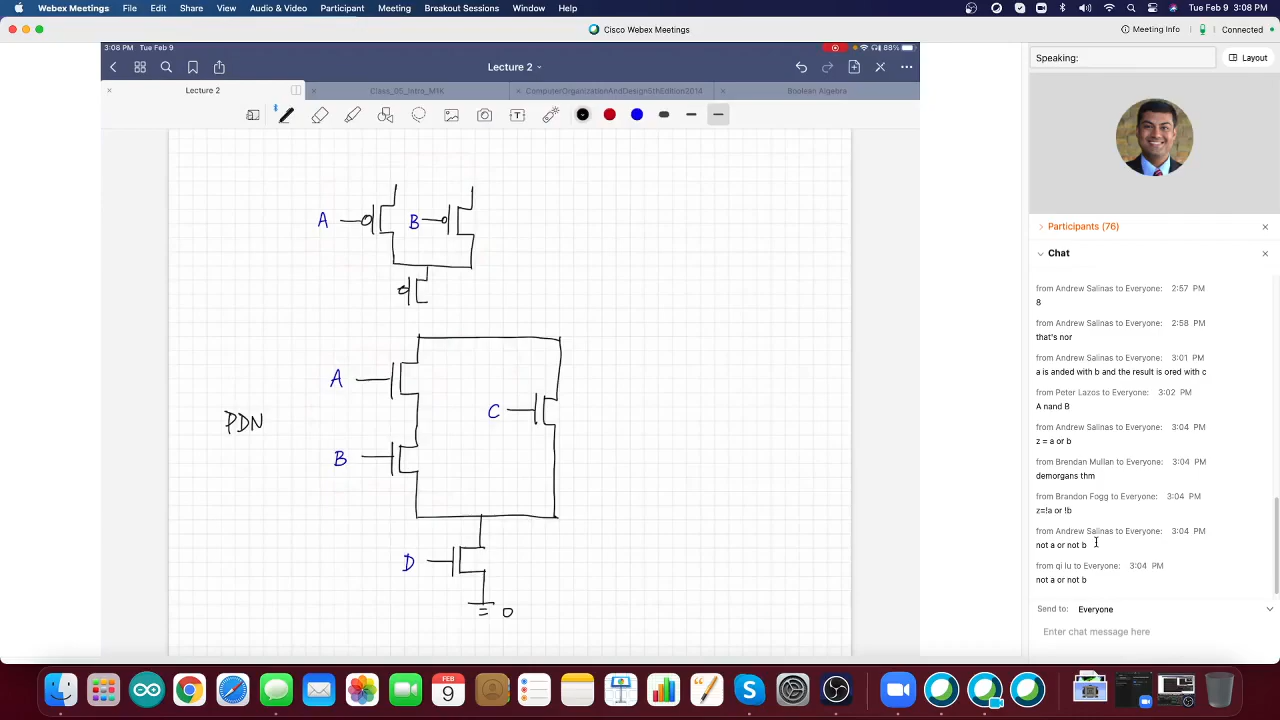 Webex Meetings File Edit Share View Audio & Video Participant Meeting Breakout Sessions Window Help Tue Feb 9 3:08 PM
Cisco Webex Meetings Meeting Info Connected
3:08 PM Tue Feb 9 88%
Lecture 2
Lecture 2 Class_05_Intro_M1K ComputerOrganizationAndDesign5thEdition2014 Boolean Algebra
Speaking: Layout
Participants (76)
Chat
from Andrew Salinas to Everyone: 2:57 PM
8
from Andrew Salinas to Everyone: 2:58 PM
that's nor
from Andrew Salinas to Everyone: 3:01 PM
a is anded with b and the result is ored with c
from Peter Lazos to Everyone: 3:02 PM
A nand B
from Andrew Salinas to Everyone: 3:04 PM
z = a or b
from Brendan Mullan to Everyone: 3:04 PM
demorgans thm
from Brandon Fogg to Everyone: 3:04 PM
z=!a or !b
from Andrew Salinas to Everyone: 3:04 PM
not a or not b
from qi lu to Everyone: 3:04 PM
not a or not b
Send to: Everyone
Enter chat message here
A B
A
C
PDN
B
D
0
FEB
9